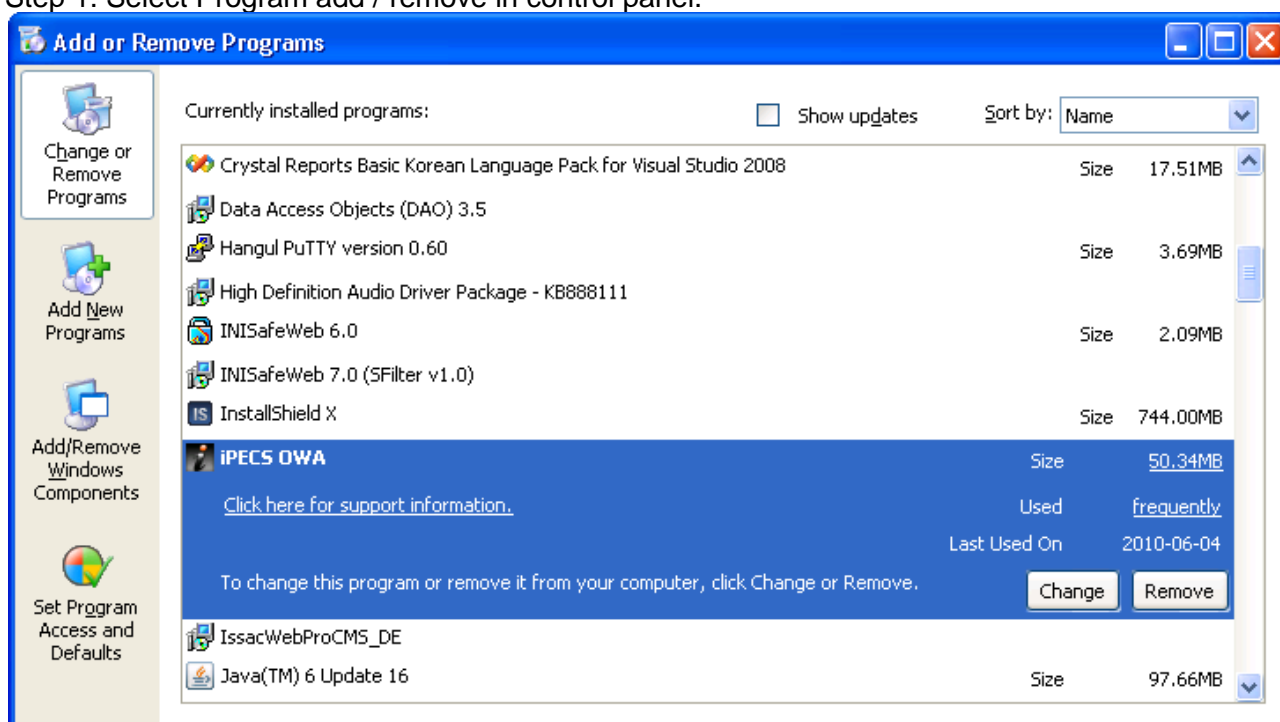 Step 1. Select Program add / remove in control panel.
Add or Remove Programs
Change or
Remove
Programs
Add New
Programs
Add/Remove
Windows
Components
Set Program
Access and
Defaults
Currently installed programs:
Show updates
Sort by: Name
Crystal Reports Basic Korean Language Pack for Visual Studio 2008 Size 17.51MB
Data Access Objects (DAO) 3.5
Hangul PuTTY version 0.60 Size 3.69MB
High Definition Audio Driver Package - KB888111
INISafeWeb 6.0 Size 2.09MB
INISafeWeb 7.0 (SFilter v1.0)
IS InstallShield X Size 744.00MB
iPECS OWA Size 50.34MB
Click here for support information. Used frequently
Last Used On 2010-06-04
To change this program or remove it from your computer, click Change or Remove. Change Remove
IssacWebProCMS_DE
Java(TM) 6 Update 16 Size 97.66MB